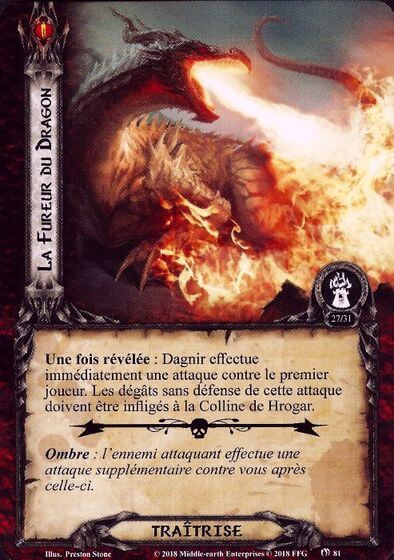 LA FUREUR DU DRAGON
27/31
Une fois révélée : Dagnir effectue
immédiatement une attaque contre le premier
joueur. Les dégâts sans défense de cette attaque
doivent être infligés à la Colline de Hrogar.
Ombre : l'ennemi attaquant effectue une
attaque supplémentaire contre vous après
celle-ci.
TRAÎTRISE
Illus. Preston Stone © 2018 Middle-earth Enterprises © 2018 FFG 81